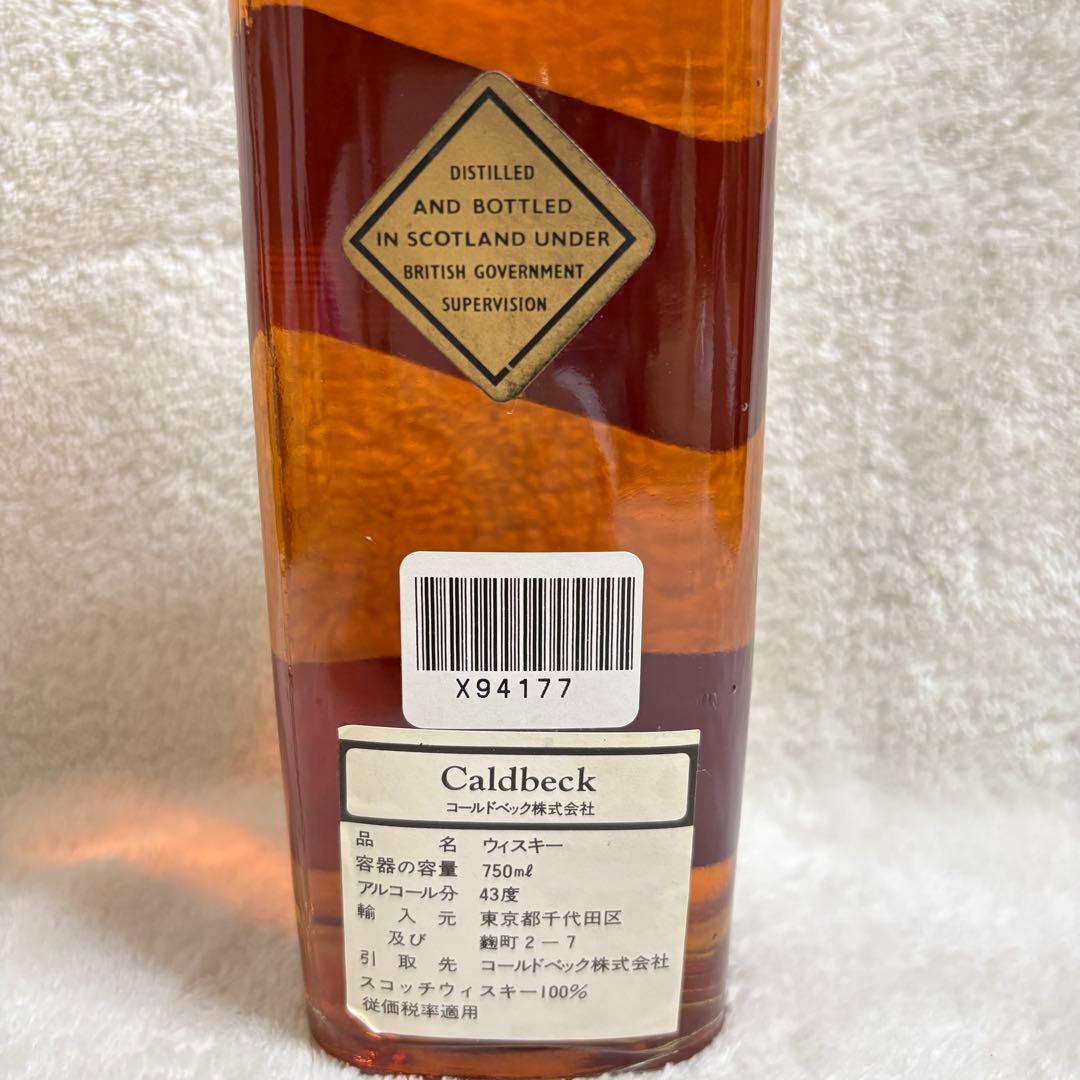 DISTILLED
AND BOTTLED
IN SCOTLAND UNDER
BRITISH GOVERNMENT
SUPERVISION
X94177
Caldbeck
コールドベック株式会社
品名 ウィスキー
容器の容量 750mℓ
アルコール分 43度
輸入元 東京都千代田区
及び 麹町2-7
引取先 コールドベック株式会社
スコッチウィスキー100%
従価税率適用